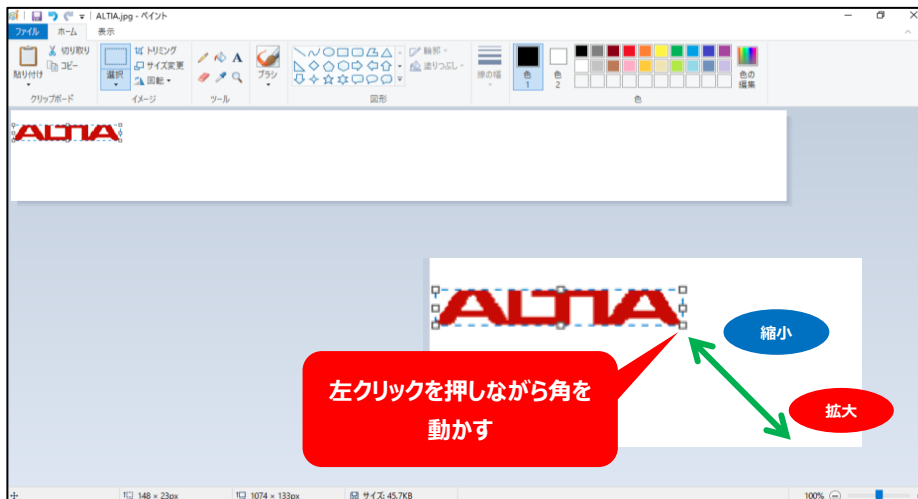 ALTIA.jpg - ペイント
ファイル ホーム 表示
貼り付け
切り取り
コピー
クリップボード
選択
トリミング
サイズ変更
回転
イメージ
A
ツール
ブラシ
輪郭
塗りつぶし
図形
線の幅
色
1
色
2
色の
編集
色
ALTIA
ALTIA
縮小
左クリックを押しながら角を
動かす
拡大
148 × 23px 1074 × 133px サイズ: 45.7KB 100%